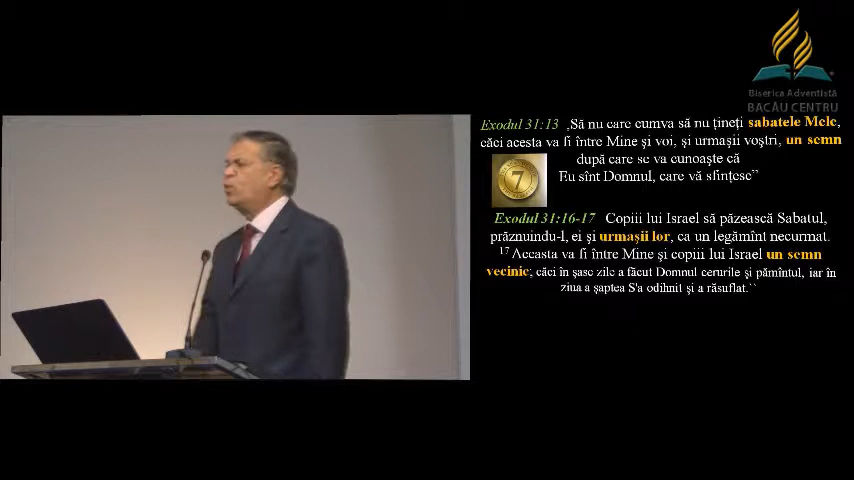 Biserica Adventistă
BACĂU CENTRU
Exodul 31:13 „Să nu care cumva să nu ţineţi sabatele Mele,
căci acesta va fi între Mine şi voi, şi urmaşii voştri, un semn
după care se va cunoaşte că
7
Eu sînt Domnul, care vă sfinţesc”
Exodul 31:16-17 Copiii lui Israel să păzească Sabatul,
prăznuindu-l, ei şi urmaşii lor, ca un legămînt necurmat.
17 Aceasta va fi între Mine şi copiii lui Israel un semn
vecinic; căci în şase zile a făcut Domnul cerurile şi pămîntul, iar în
ziua a şaptea S'a odihnit şi a răsuflat.``